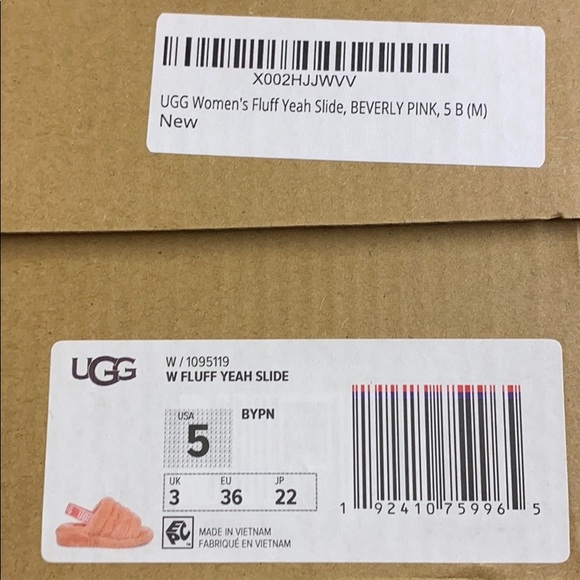 X002HJJWVV
UGG Women's Fluff Yeah Slide, BEVERLY PINK, 5 B (M)
New
UGG
W / 1095119
W FLUFF YEAH SLIDE
USA
5
BYPN
UK EU JP
3 36 22
1 92410 75996 5
EPC
MADE IN VIETNAM
FABRIQUÉ EN VIETNAM